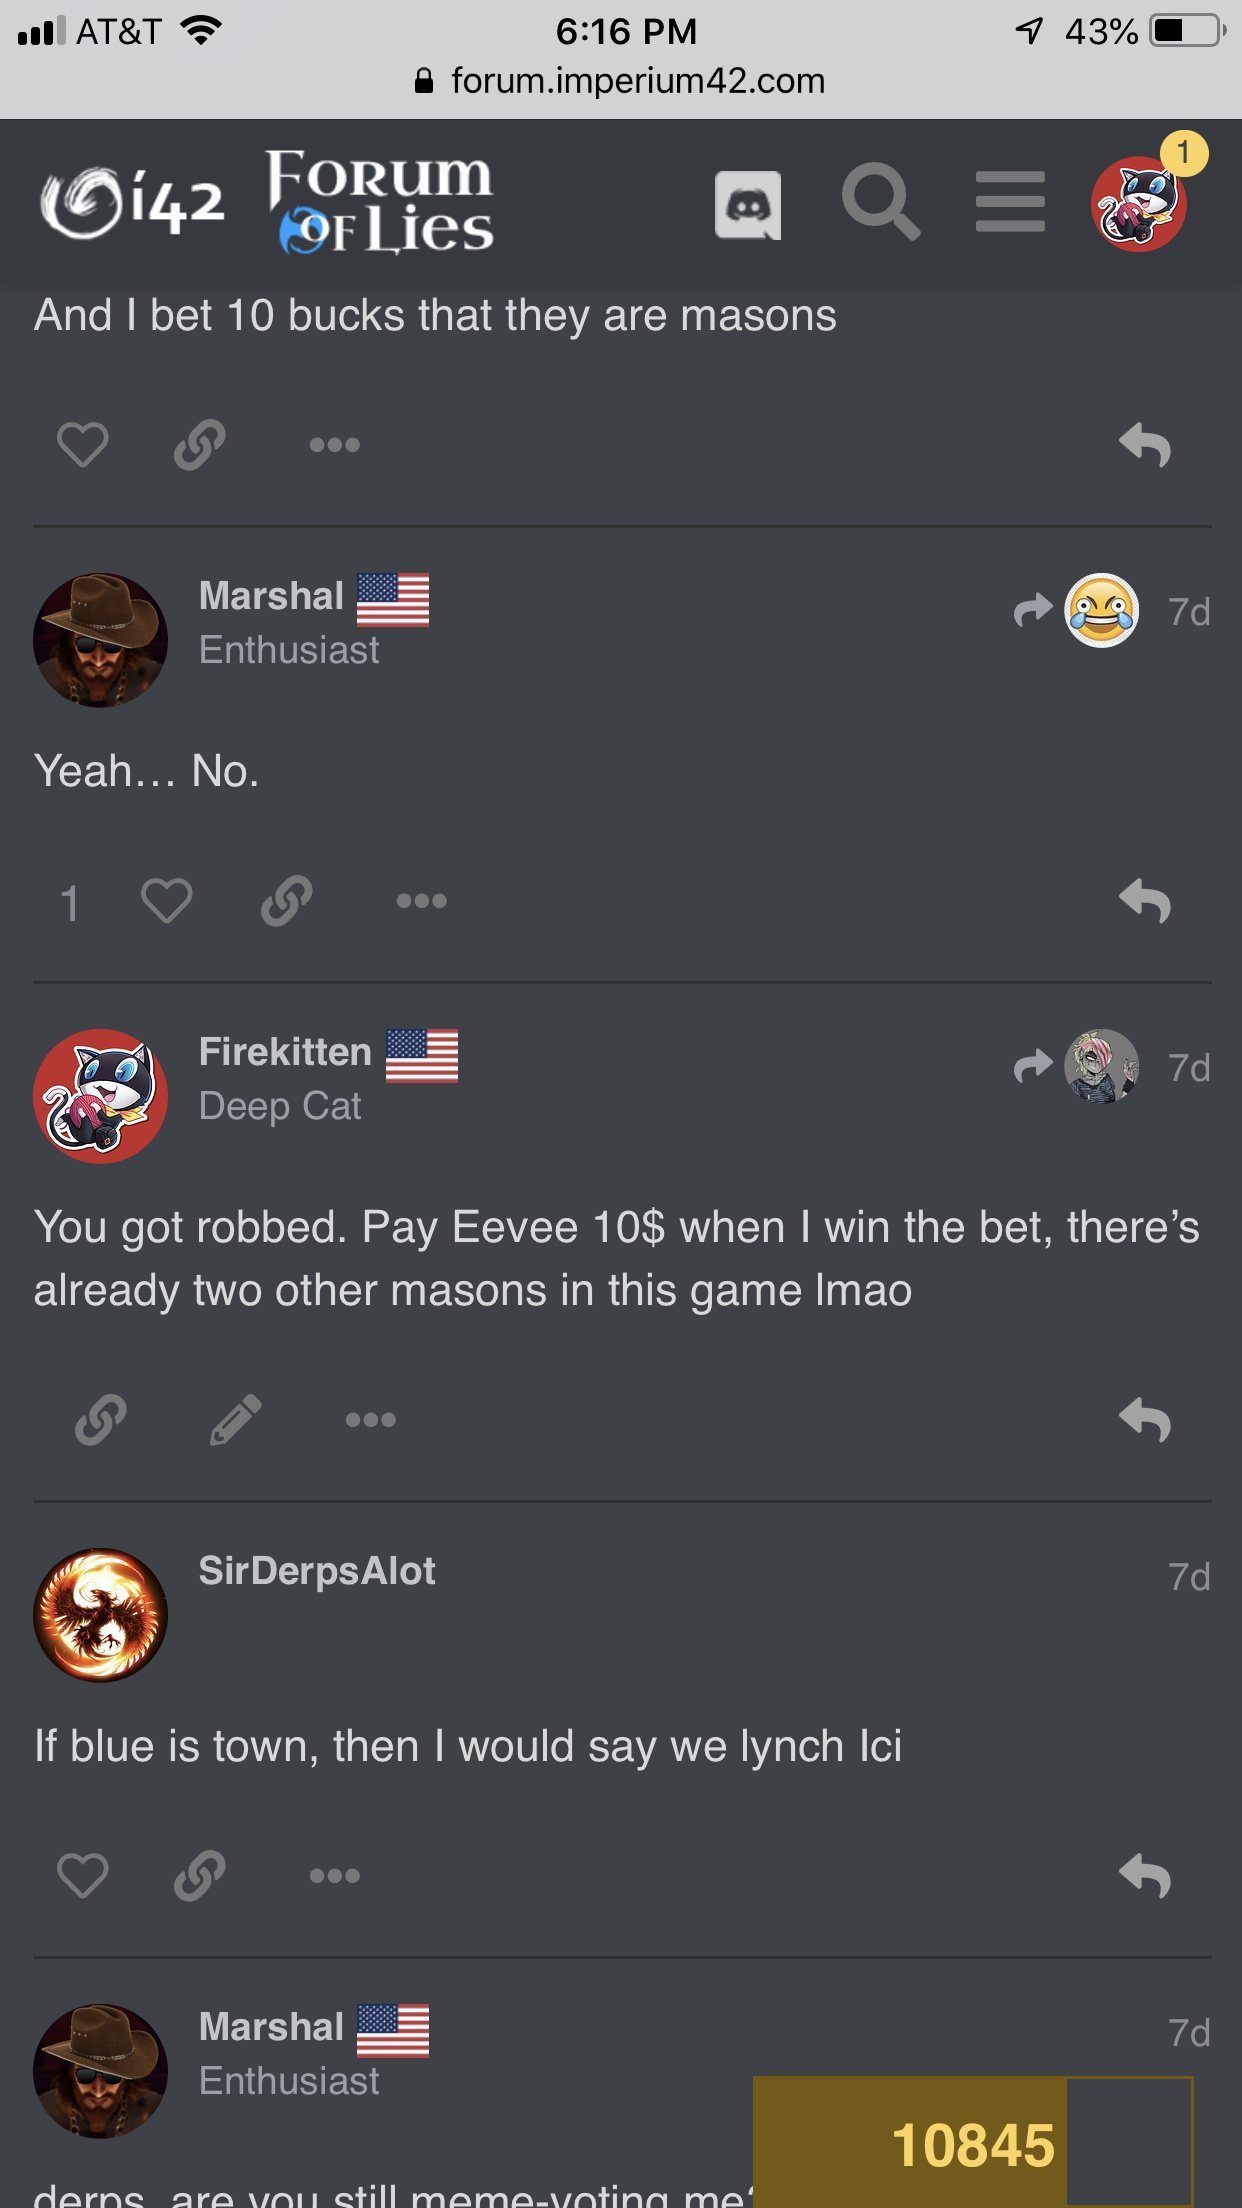 AT&T 6:16 PM 43%
forum.imperium42.com
i42 FORUM OF LIES 1
And I bet 10 bucks that they are masons
Marshal 7d
Enthusiast
Yeah… No.
1
Firekitten 7d
Deep Cat
You got robbed. Pay Eevee 10$ when I win the bet, there’s
already two other masons in this game lmao
SirDerpsAlot 7d
If blue is town, then I would say we lynch Ici
Marshal 7d
Enthusiast
10845
derps, are you still meme-voting me?